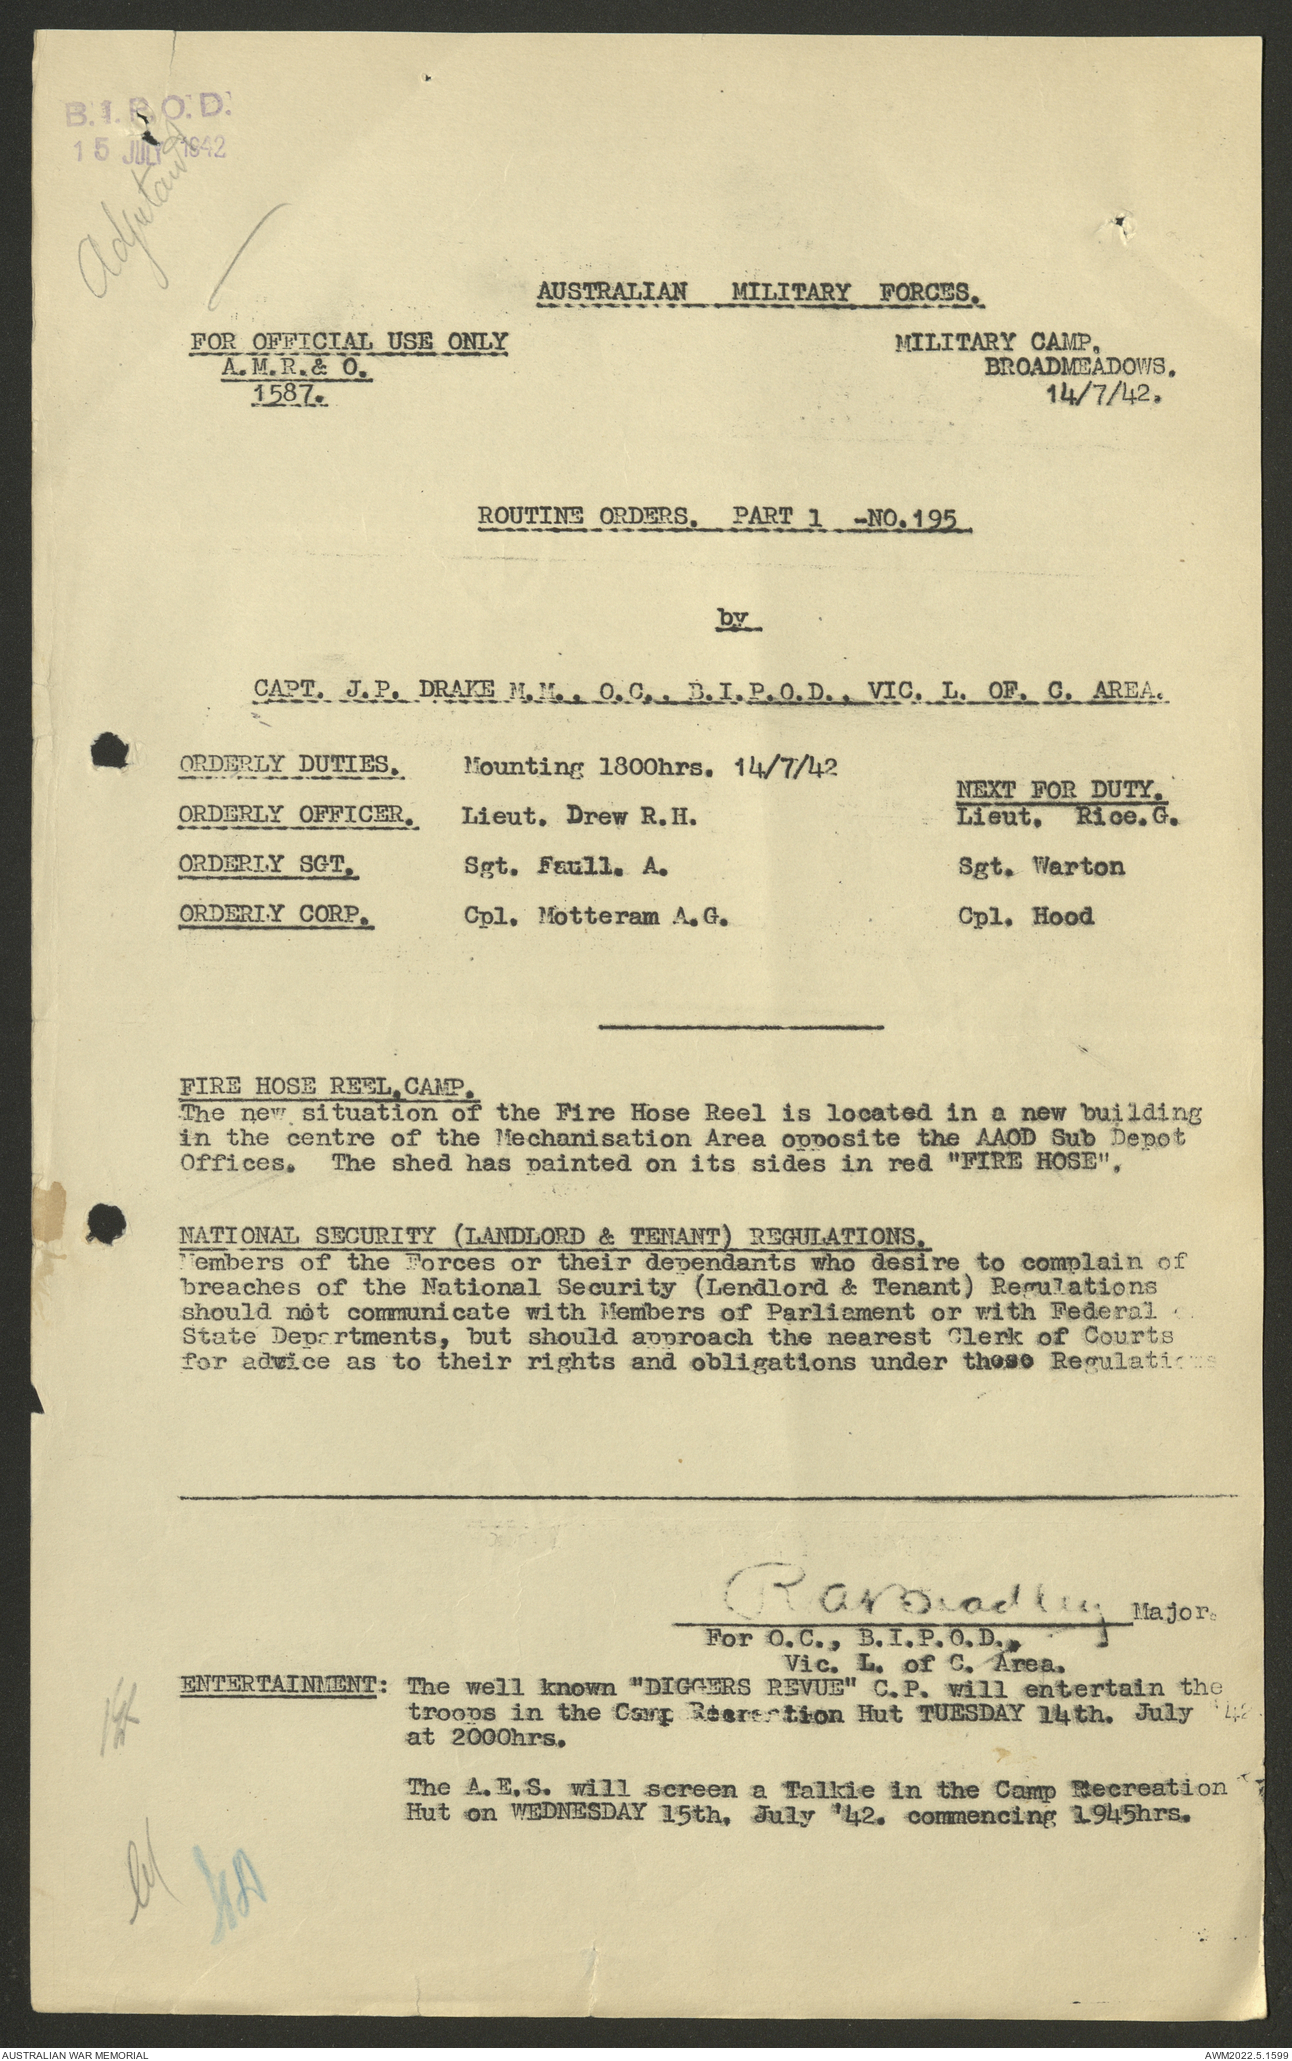 B.I.P.O.D.
15 JULY 1942
Adjutant
AUSTRALIAN MILITARY FORCES.
FOR OFFICIAL USE ONLY MILITARY CAMP,
A.M.R.& O. BROADMEADOWS.
1587. 14/7/42.
ROUTINE ORDERS. PART 1 -NO.195
by
CAPT. J.P. DRAKE M.M., O.C., B.I.P.O.D., VIC. L. OF. C. AREA.
ORDERLY DUTIES. Mounting 1800hrs. 14/7/42
NEXT FOR DUTY.
ORDERLY OFFICER. Lieut. Drew R.H. Lieut. Rice.G.
ORDERLY SGT. Sgt. Faull. A. Sgt. Warton
ORDERLY CORP. Cpl. Motteram A.G. Cpl. Hood
FIRE HOSE REEL,CAMP.
The new situation of the Fire Hose Reel is located in a new building
in the centre of the Mechanisation Area opposite the AAOD Sub Depot
Offices. The shed has painted on its sides in red "FIRE HOSE".
NATIONAL SECURITY (LANDLORD & TENANT) REGULATIONS.
Members of the Forces or their dependants who desire to complain of
breaches of the National Security (Lendlord & Tenant) Regulations
should not communicate with Members of Parliament or with Federal
State Departments, but should approach the nearest Clerk of Courts
for advice as to their rights and obligations under those Regulations
R A Bradley Major.
For O.C., B.I.P.O.D.,
Vic. L. of C. Area.
ENTERTAINMENT: The well known "DIGGERS REVUE" C.P. will entertain the
troops in the Camp Recreation Hut TUESDAY 14th. July '42
at 2000hrs.
The A.E.S. will screen a Talkie in the Camp Recreation
Hut on WEDNESDAY 15th, July '42. commencing 1945hrs.
AUSTRALIAN WAR MEMORIAL AWM2022.5.1599